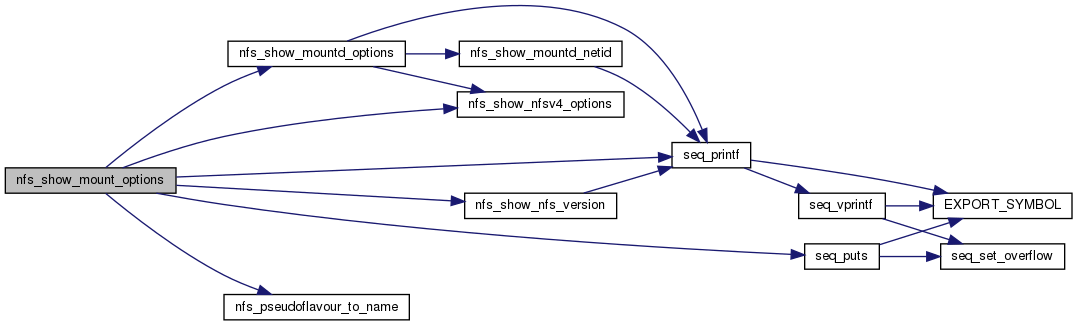 nfs_show_mountd_options
nfs_show_mountd_netid
nfs_show_nfsv4_options
seq_printf
nfs_show_mount_options
nfs_show_nfs_version
seq_vprintf
EXPORT_SYMBOL
seq_puts
seq_set_overflow
nfs_pseudoflavour_to_name